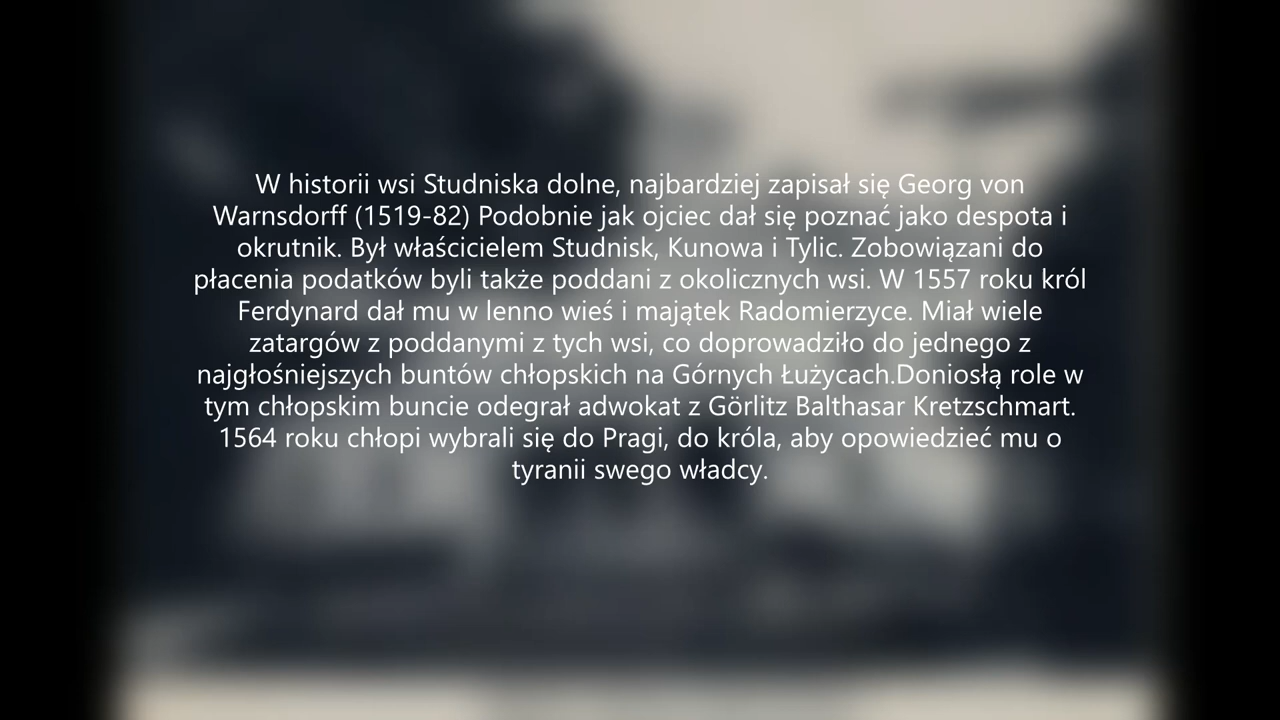 W historii wsi Studniska dolne, najbardziej zapisał się Georg von
Warnsdorff (1519-82) Podobnie jak ojciec dał się poznać jako despota i
okrutnik. Był właścicielem Studnisk, Kunowa i Tylic. Zobowiązani do
płacenia podatków byli także poddani z okolicznych wsi. W 1557 roku król
Ferdynard dał mu w lenno wieś i majątek Radomierzyce. Miał wiele
zatargów z poddanymi z tych wsi, co doprowadziło do jednego z
najgłośniejszych buntów chłopskich na Górnych Łużycach.Doniosłą role w
tym chłopskim buncie odegrał adwokat z Görlitz Balthasar Kretzschmart.
1564 roku chłopi wybrali się do Pragi, do króla, aby opowiedzieć mu o
tyranii swego władcy.